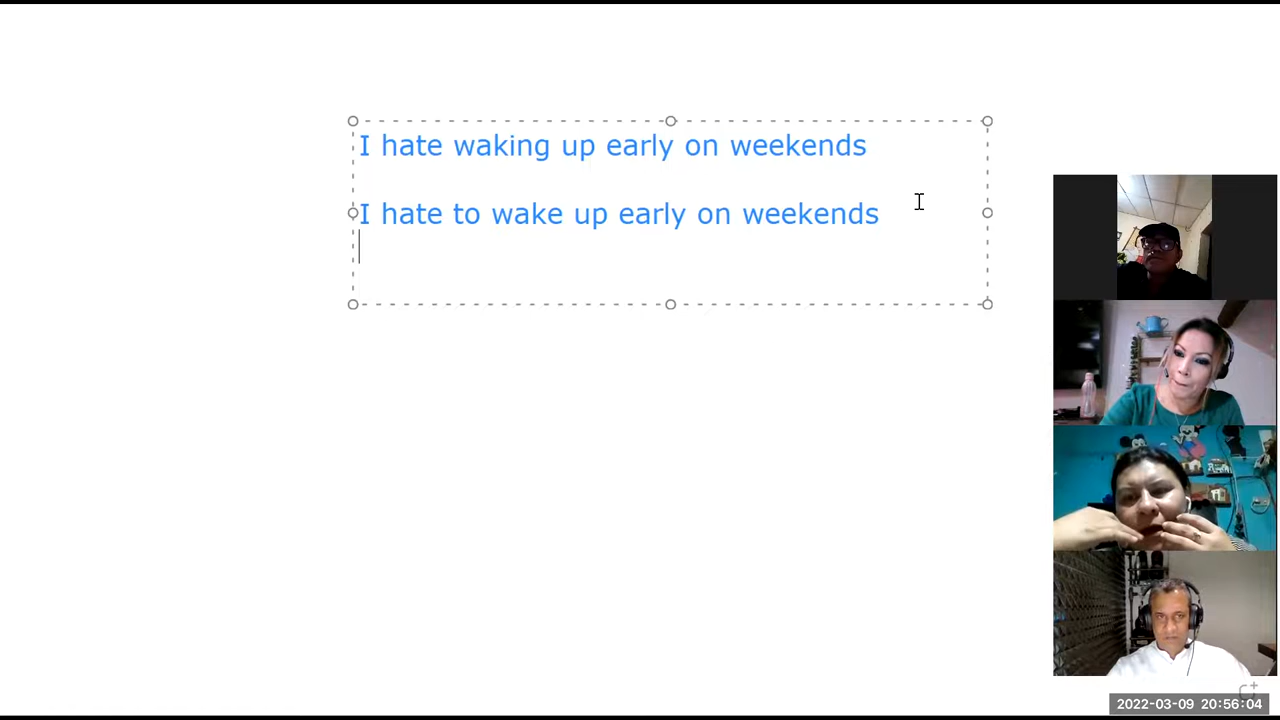 I hate waking up early on weekends
I hate to wake up early on weekends
2022-03-09 20:56:04